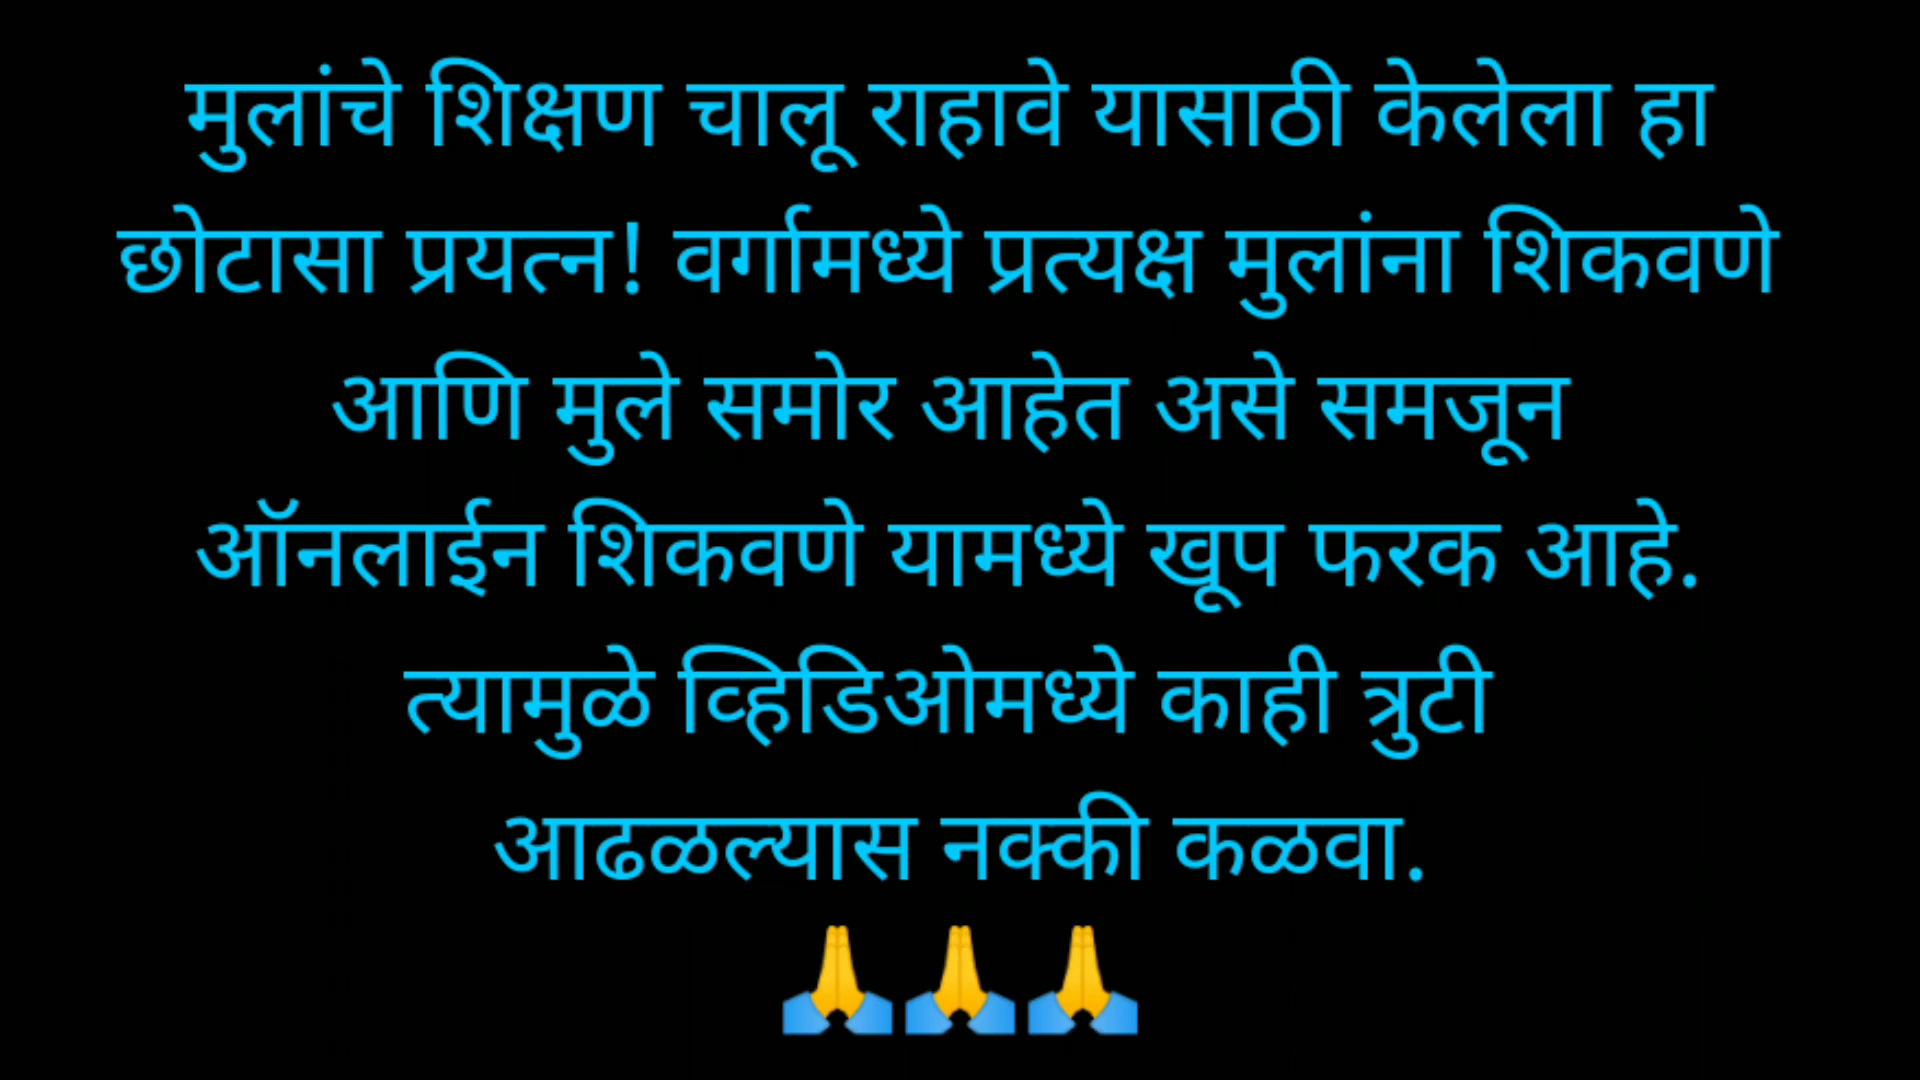 मुलांचे शिक्षण चालू राहावे यासाठी केलेला हा
छोटासा प्रयत्न! वर्गामध्ये प्रत्यक्ष मुलांना शिकवणे
आणि मुले समोर आहेत असे समजून
ऑनलाईन शिकवणे यामध्ये खूप फरक आहे.
त्यामुळे व्हिडिओमध्ये काही त्रुटी
आढळल्यास नक्की कळवा.
🙏🙏🙏